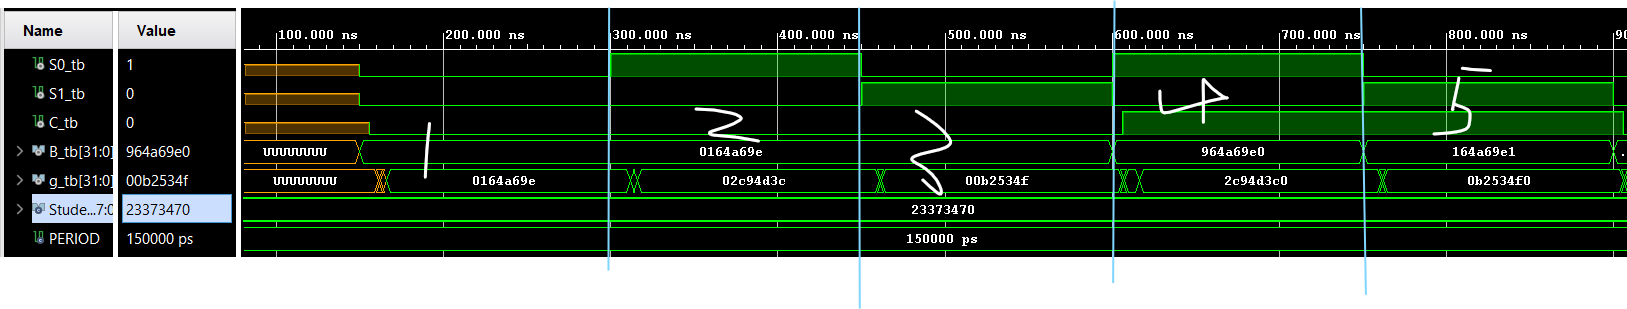 Name Value
100.000 ns 200.000 ns 300.000 ns 400.000 ns 500.000 ns 600.000 ns 700.000 ns 800.000 ns 90
S0_tb 1
S1_tb 0
C_tb 0
B_tb[31:0] 964a69e0 UUUUUUUU 0164a69e 964a69e0 164a69e1 .
g_tb[31:0] 00b2534f UUUUUUUU 0164a69e 02c94d3c 00b2534f 2c94d3c0 0b2534f0
Stude...7:0 23373470 23373470
PERIOD 150000 ps 150000 ps
1 2 3 4 5